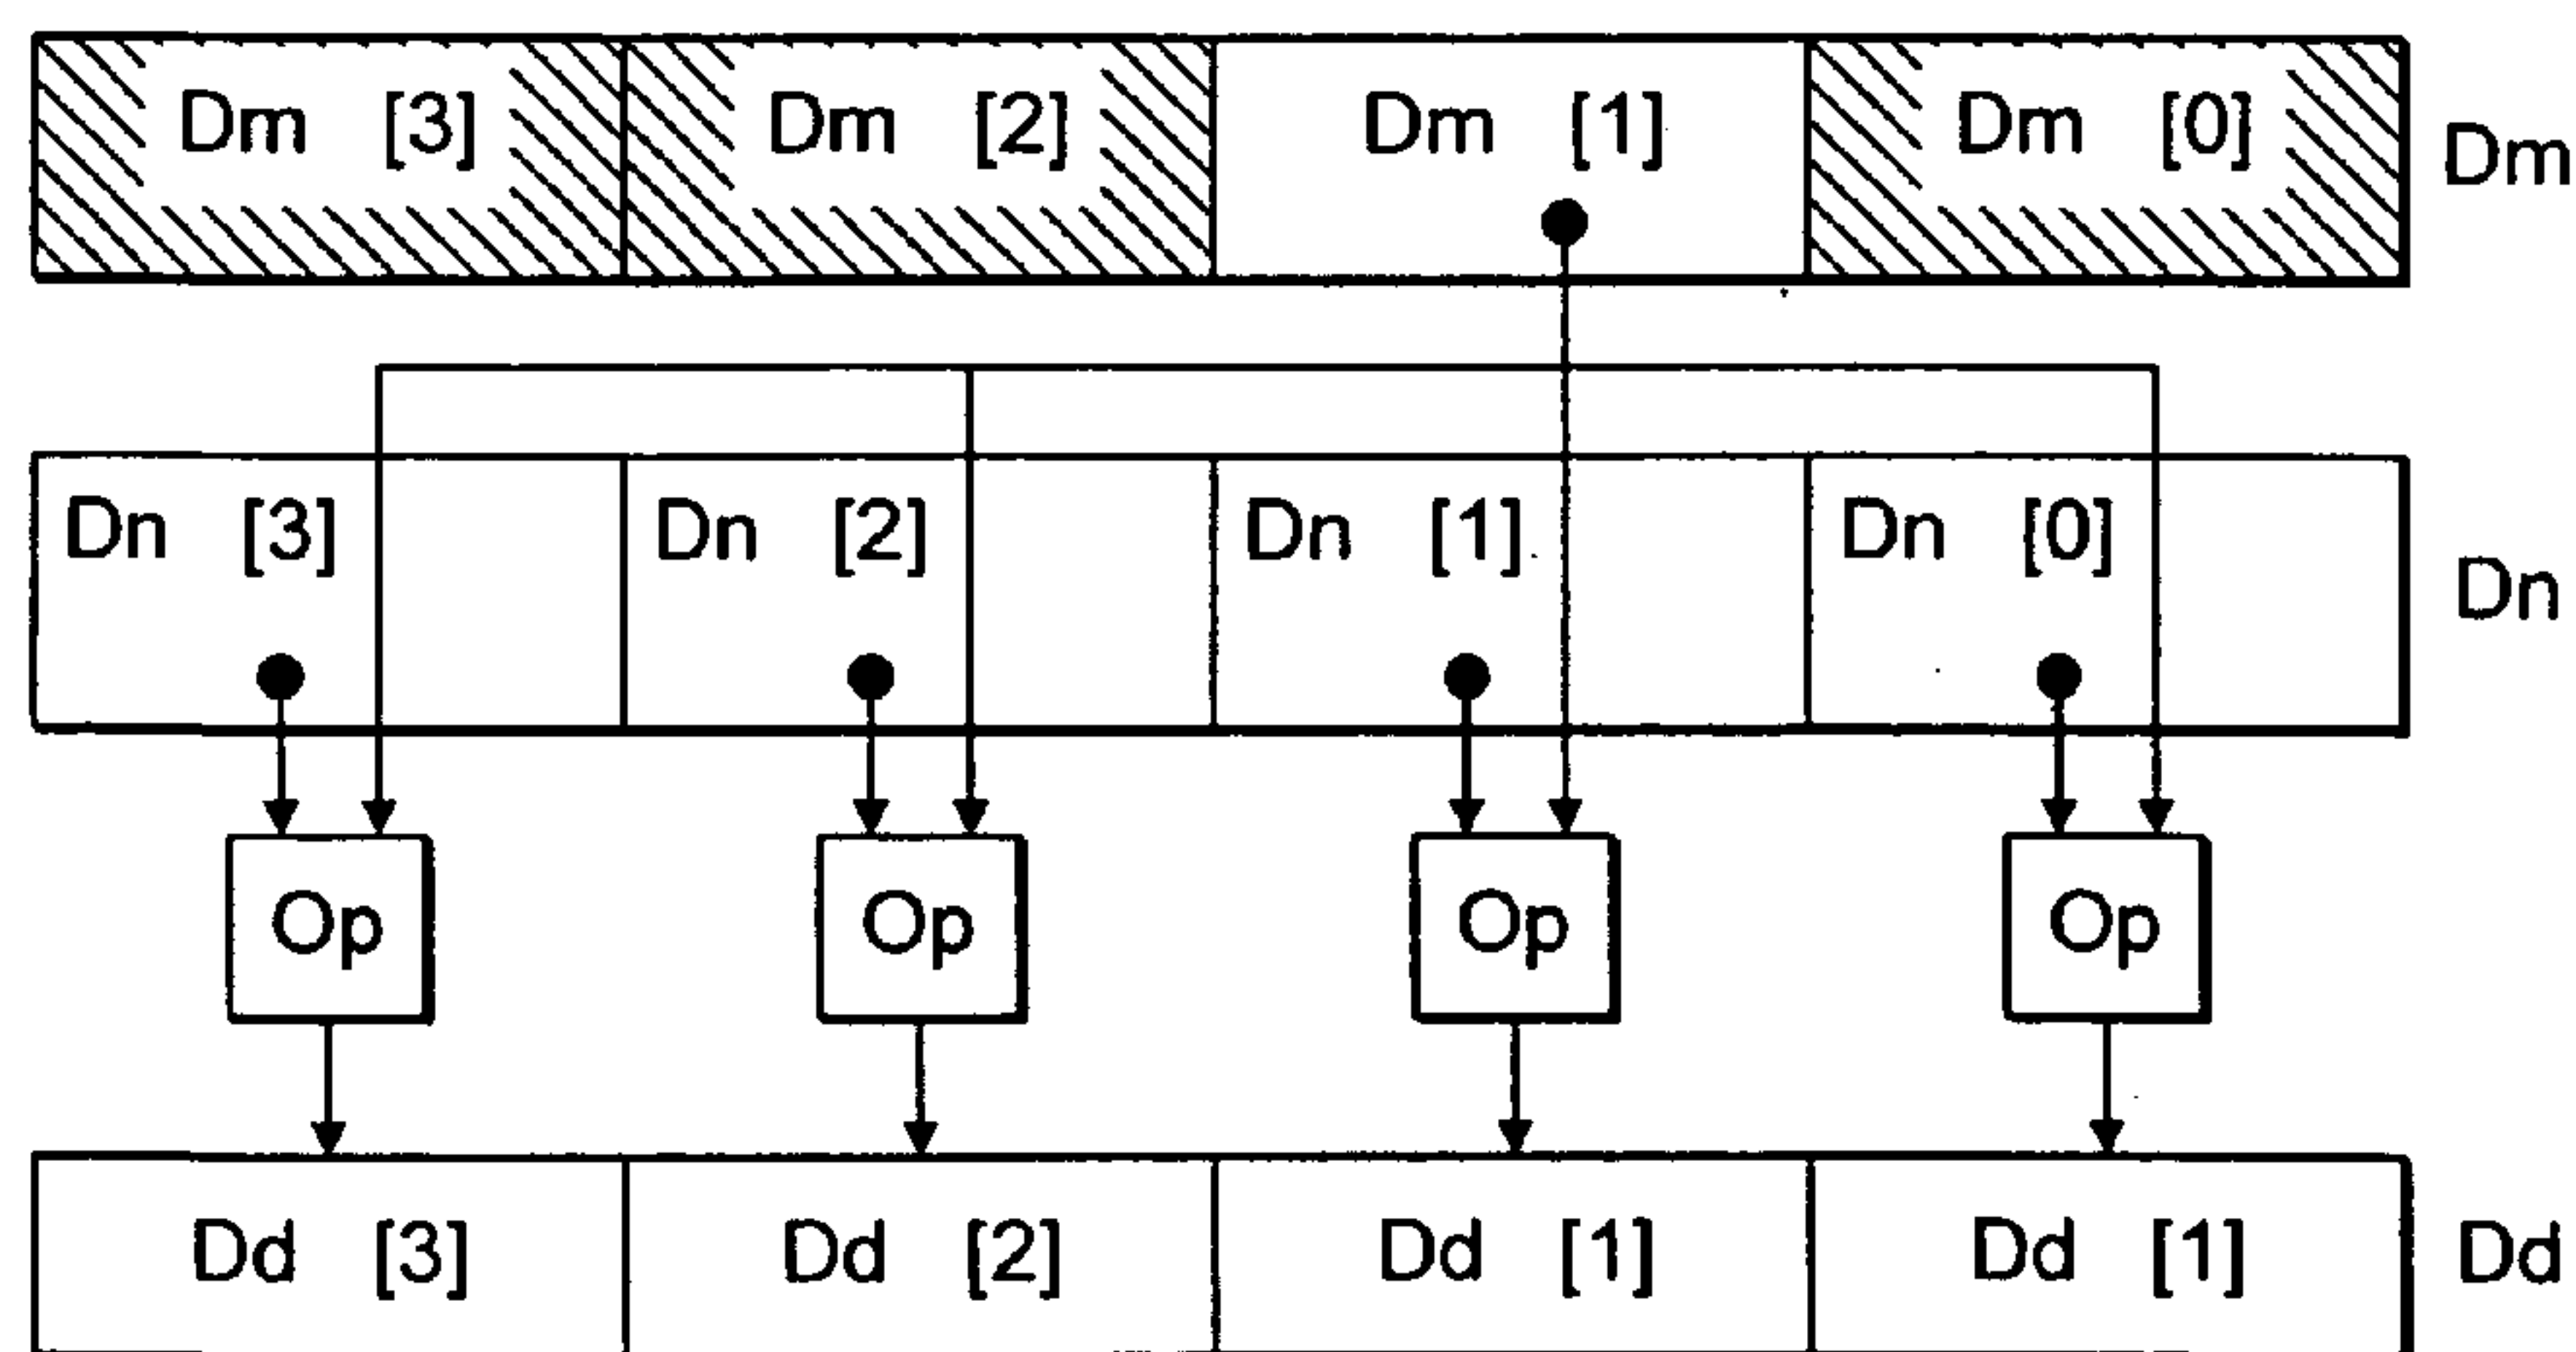 Dm [3] Dm [2] Dm [1] Dm [0] Dm
Dn [3] Dn [2] Dn [1] Dn [0] Dn
Op Op Op Op
Dd [3] Dd [2] Dd [1] Dd [1] Dd